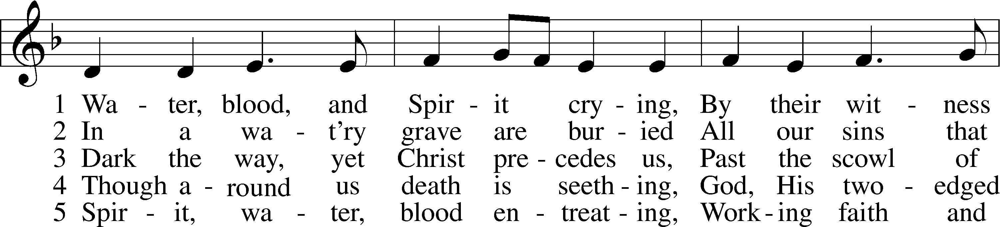 1 Wa - ter, blood, and Spir - it cry - ing, By their wit - ness
2 In a wa - t’ry grave are bur - ied All our sins that
3 Dark the way, yet Christ pre - cedes us, Past the scowl of
4 Though a - round us death is seeth - ing, God, His two - edged
5 Spir - it, wa - ter, blood en - treat - ing, Work - ing faith and